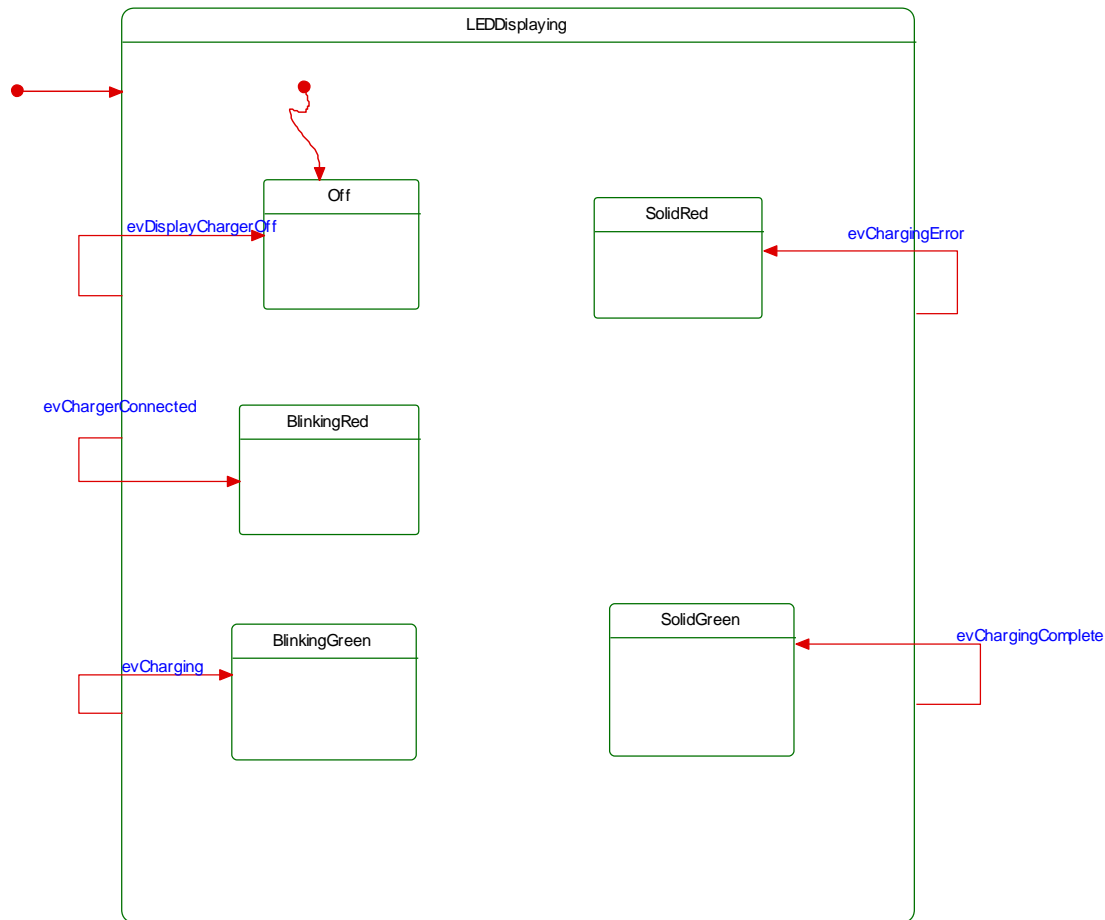 LEDDisplaying
Off
SolidRed
evDisplayChargerOff
evChargingError
evChargerConnected
BlinkingRed
BlinkingGreen
SolidGreen
evCharging
evChargingComplete